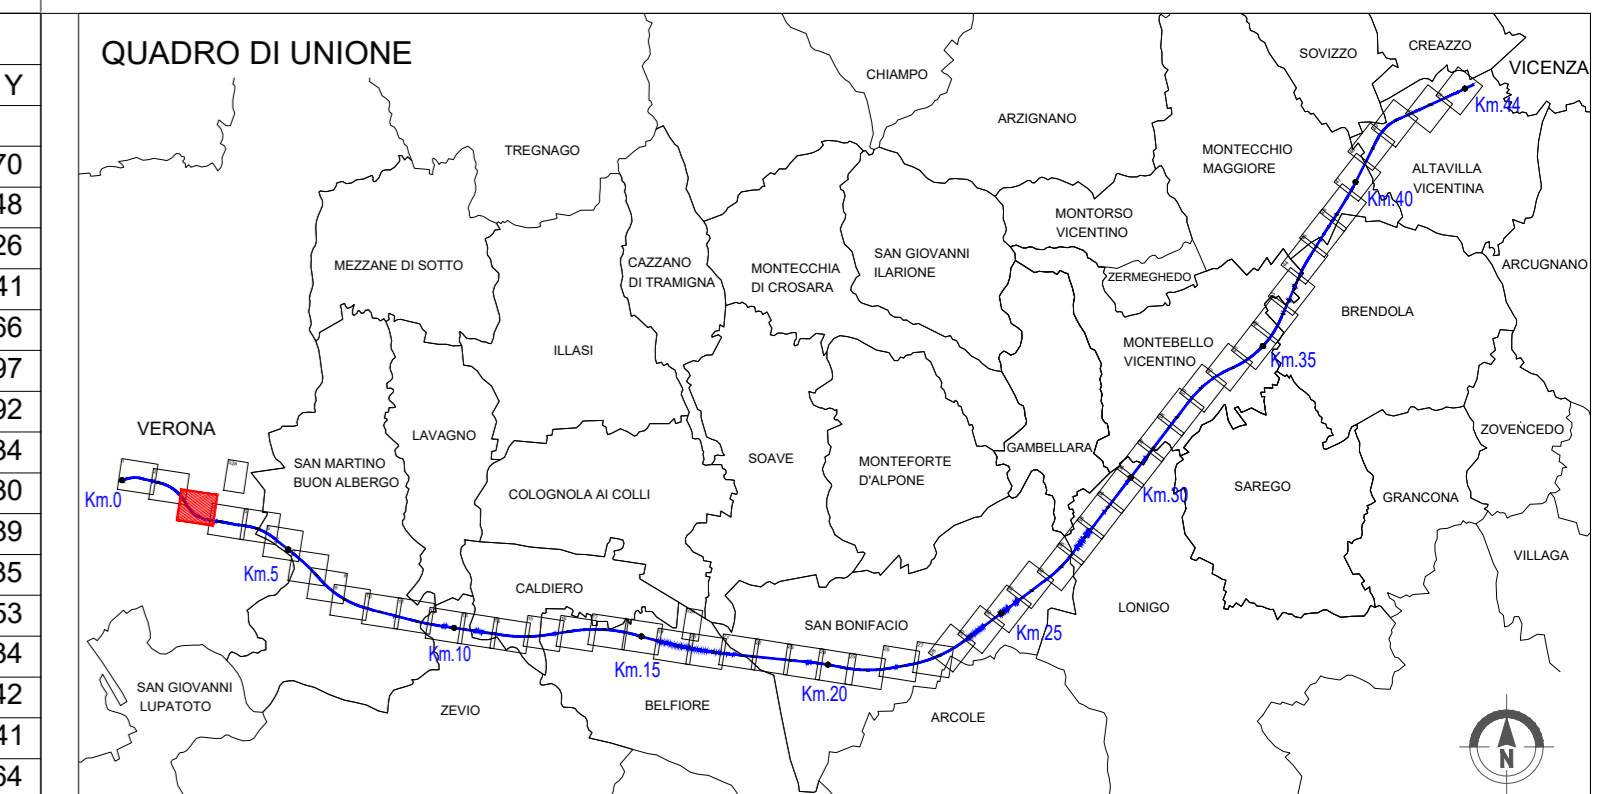 QUADRO DI UNIONE
Y
70
48
26
41
66
97
92
34
30
39
35
53
34
42
41
64
CREAZZO
SOVIZZO
VICENZA
CHIAMPO
Km.44
ARZIGNANO
TREGNAGO
MONTECCHIO
MAGGIORE
ALTAVILLA
VICENTINA
Km.40
MONTORSO
VICENTINO
SAN GIOVANNI
ILARIONE
MEZZANE DI SOTTO
CAZZANO
DI TRAMIGNA
MONTECCHIA
DI CROSARA
ZERMEGHEDO
ARCUGNANO
BRENDOLA
ILLASI
MONTEBELLO
VICENTINO
Km.35
VERONA
LAVAGNO
ZOVENCEDO
GAMBELLARA
SOAVE
MONTEFORTE
D'ALPONE
SAN MARTINO
BUON ALBERGO
COLOGNOLA AI COLLI
SAREGO
Km.30
GRANCONA
Km.0
VILLAGA
Km.5
CALDIERO
LONIGO
SAN BONIFACIO
Km.25
Km.10
Km.15
Km.20
SAN GIOVANNI
LUPATOTO
ZEVIO
BELFIORE
ARCOLE
N